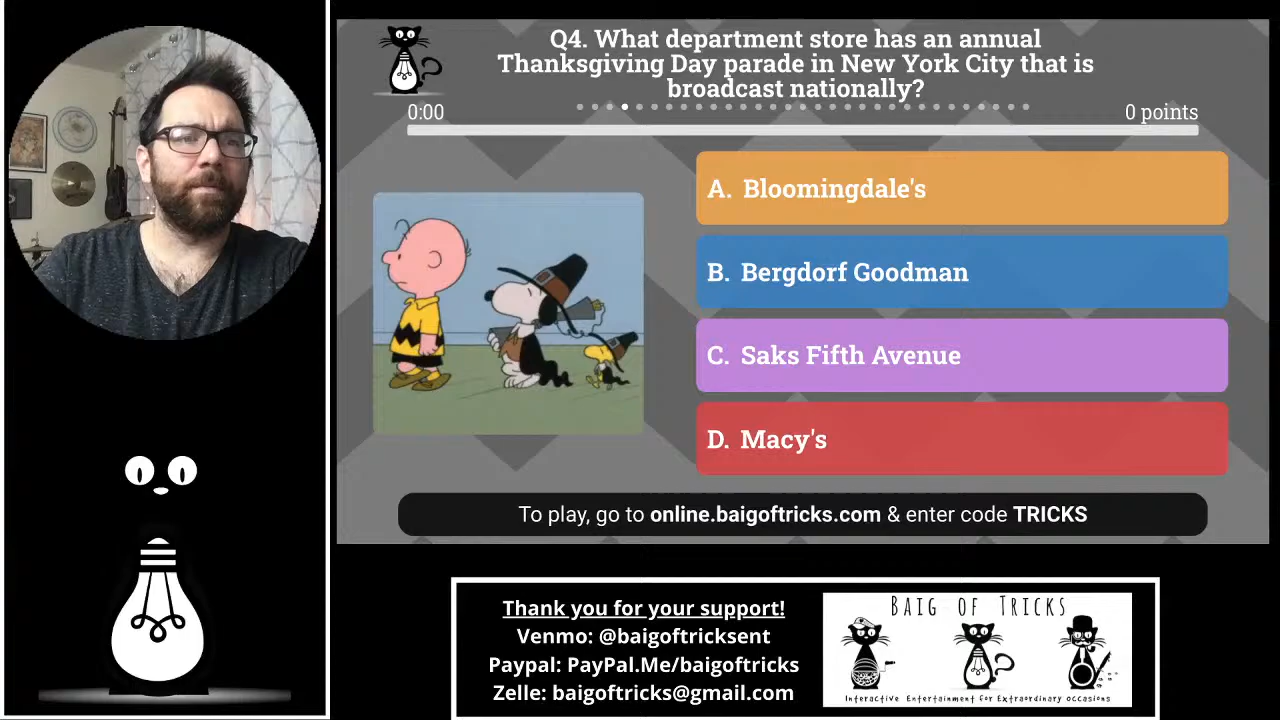 Q4. What department store has an annual
Thanksgiving Day parade in New York City that is
broadcast nationally?
0:00
0 points
A. Bloomingdale's
B. Bergdorf Goodman
C. Saks Fifth Avenue
D. Macy's
To play, go to online.baigoftricks.com & enter code TRICKS
Thank you for your support!
Venmo: @baigoftricksent
Paypal: PayPal.Me/baigoftricks
Zelle: baigoftricks@gmail.com
BAIG OF TRICKS
Interactive Entertainment for Extraordinary occasions